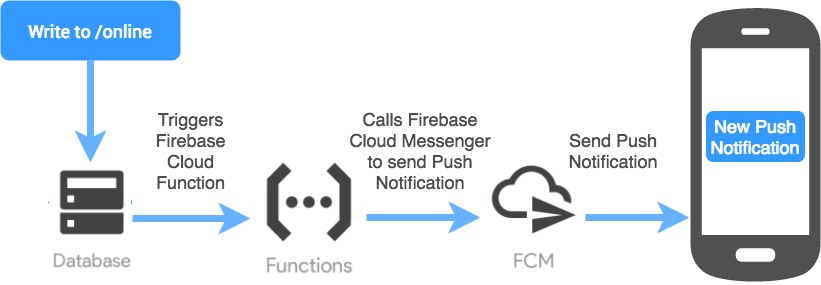 Write to /online
Triggers
Firebase
Cloud
Function
Calls Firebase
Cloud Messenger
to send Push
Notification
Send Push
Notification
New Push
Notification
Database
Functions
FCM